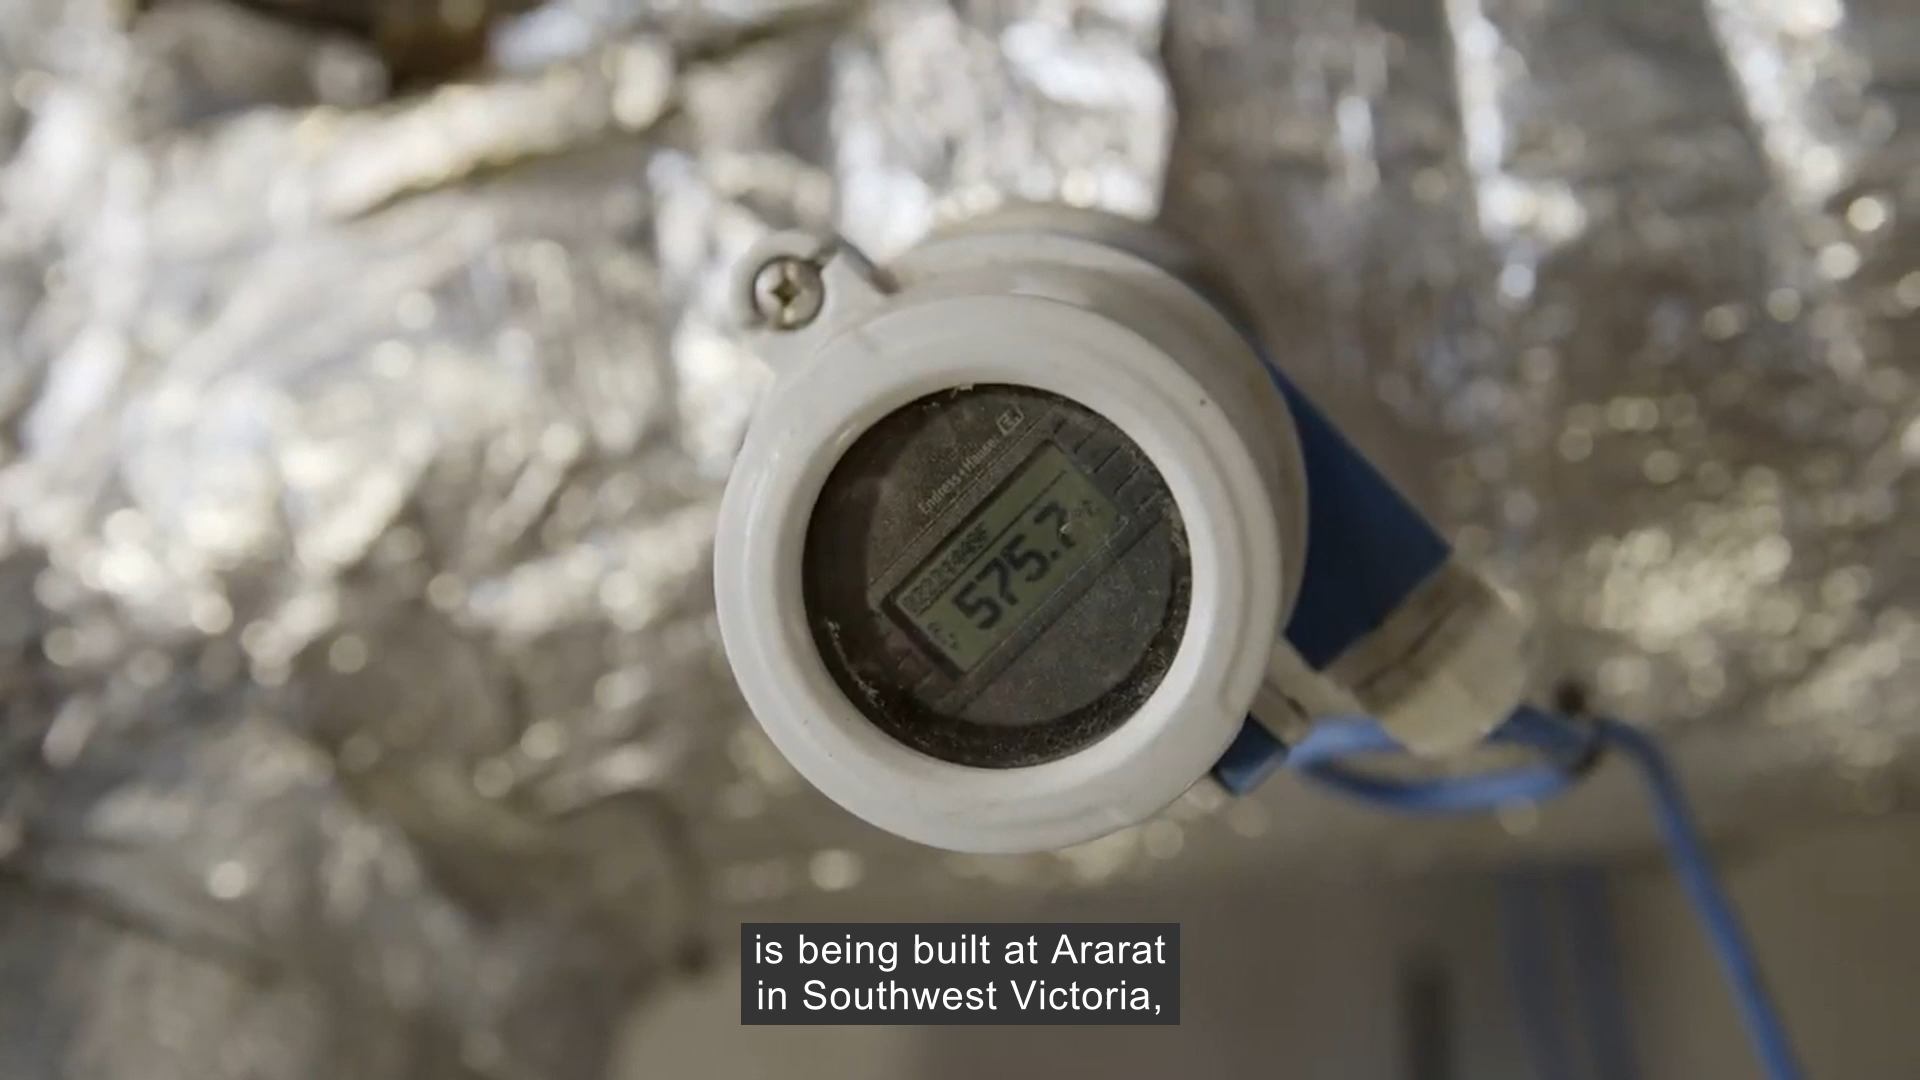 Endress+Hauser
575.7
°C
is being built at Ararat
in Southwest Victoria,